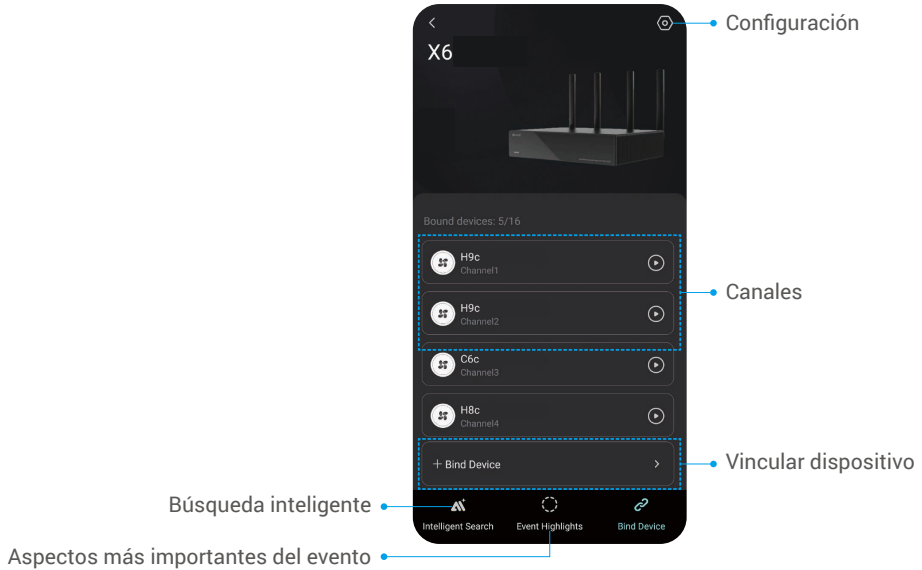 Configuración
X6
Bound devices: 5/16
H9c
Channel1
Canales
H9c
Channel2
C6c
Channel3
H8c
Channel4
+ Bind Device
Vincular dispositivo
Búsqueda inteligente
Intelligent Search
Event Highlights
Bind Device
Aspectos más importantes del evento